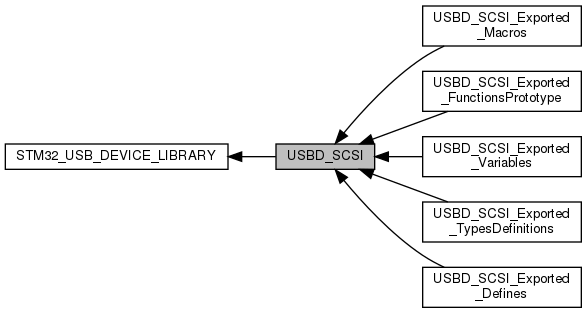 USBD_SCSI_Exported
_Macros
USBD_SCSI_Exported
_FunctionsPrototype
STM32_USB_DEVICE_LIBRARY
USBD_SCSI
USBD_SCSI_Exported
_Variables
USBD_SCSI_Exported
_TypesDefinitions
USBD_SCSI_Exported
_Defines